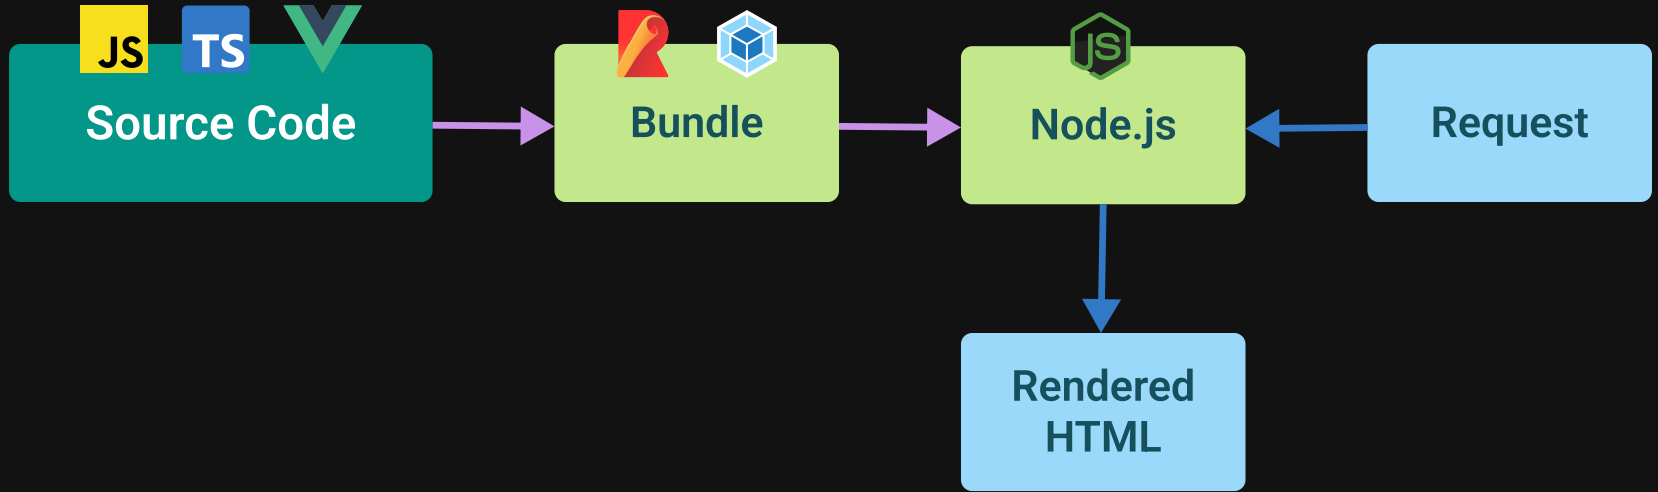 JS
TS
JS
Source Code
Bundle
Node.js
Request
Rendered
HTML